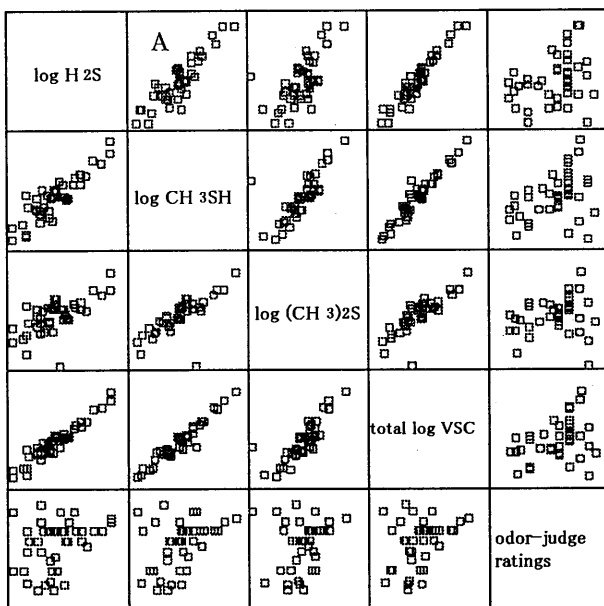 A
log H 2S
log CH 3SH
log (CH 3)2S
total log VSC
odor-judge
ratings